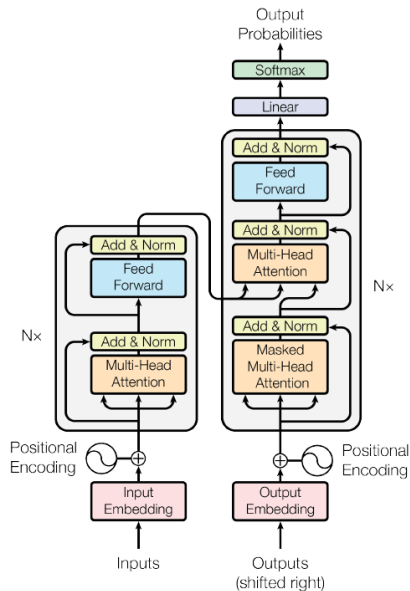 Output
Probabilities
Softmax
Linear
Add & Norm
Feed
Forward
Add & Norm
Multi-Head
Attention
Nx
Add & Norm
Masked
Multi-Head
Attention
Positional
Encoding
Output
Embedding
Outputs
(shifted right)
Add & Norm
Feed
Forward
Nx
Add & Norm
Multi-Head
Attention
Positional
Encoding
Input
Embedding
Inputs